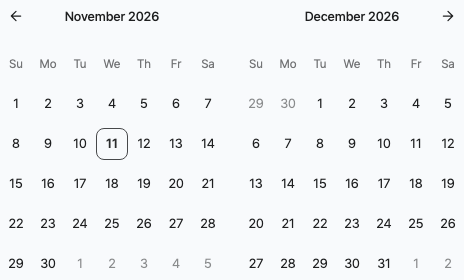 November 2026 December 2026
Su Mo Tu We Th Fr Sa Su Mo Tu We Th Fr Sa
1 2 3 4 5 6 7 29 30 1 2 3 4 5
8 9 10 11 12 13 14 6 7 8 9 10 11 12
15 16 17 18 19 20 21 13 14 15 16 17 18 19
22 23 24 25 26 27 28 20 21 22 23 24 25 26
29 30 1 2 3 4 5 27 28 29 30 31 1 2